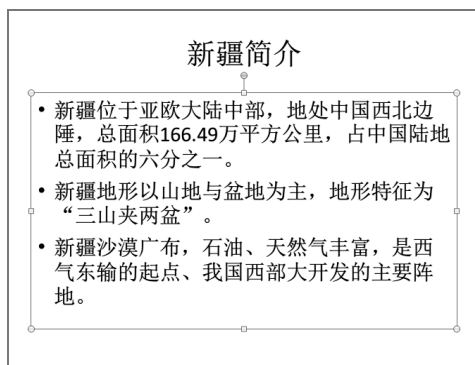 新疆简介
• 新疆位于亚欧大陆中部，地处中国西北边
陲，总面积166.49万平方公里，占中国陆地
总面积的六分之一。
• 新疆地形以山地与盆地为主，地形特征为
“三山夹两盆”。
• 新疆沙漠广布，石油、天然气丰富，是西
气东输的起点、我国西部大开发的主要阵
地。